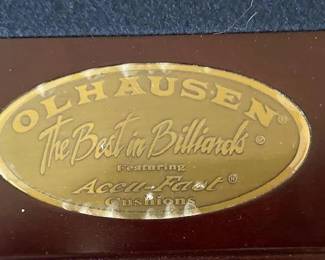 OLHAUSEN®
The Best in Billiards®
Featuring
Accu-Fast®
Cushions